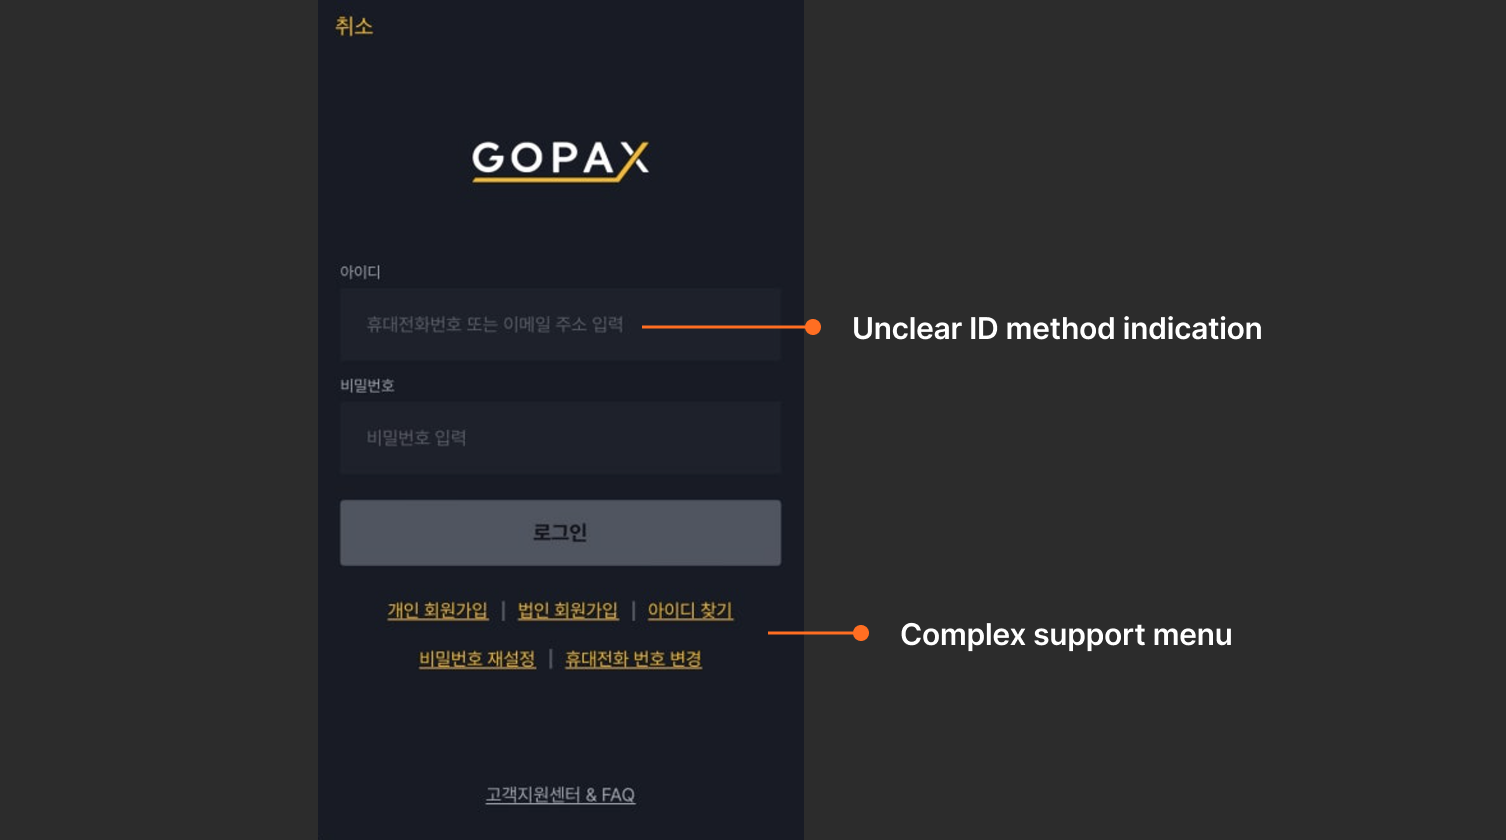 취소
GOPAX
아이디
휴대전화번호 또는 이메일 주소 입력
Unclear ID method indication
비밀번호
비밀번호 입력
로그인
개인 회원가입 | 법인 회원가입 | 아이디 찾기
Complex support menu
비밀번호 재설정 | 휴대전화 번호 변경
고객지원센터 & FAQ